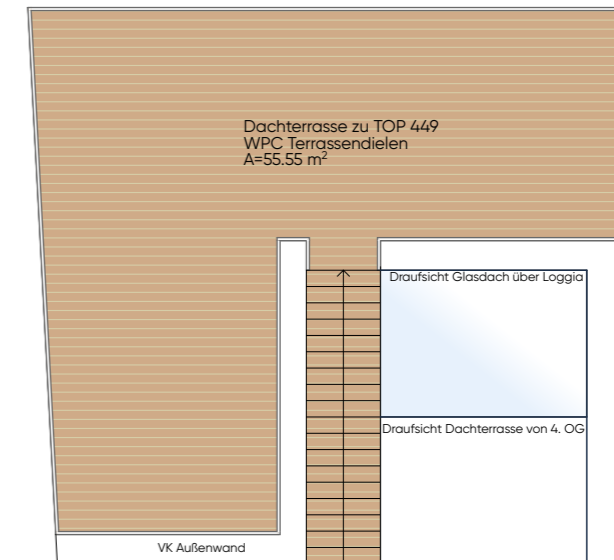 Dachterrasse zu TOP 449
WPC Terrassendielen
A=55.55 m²
Draufsicht Glasdach über Loggia
Draufsicht Dachterrasse von 4. OG
VK Außenwand